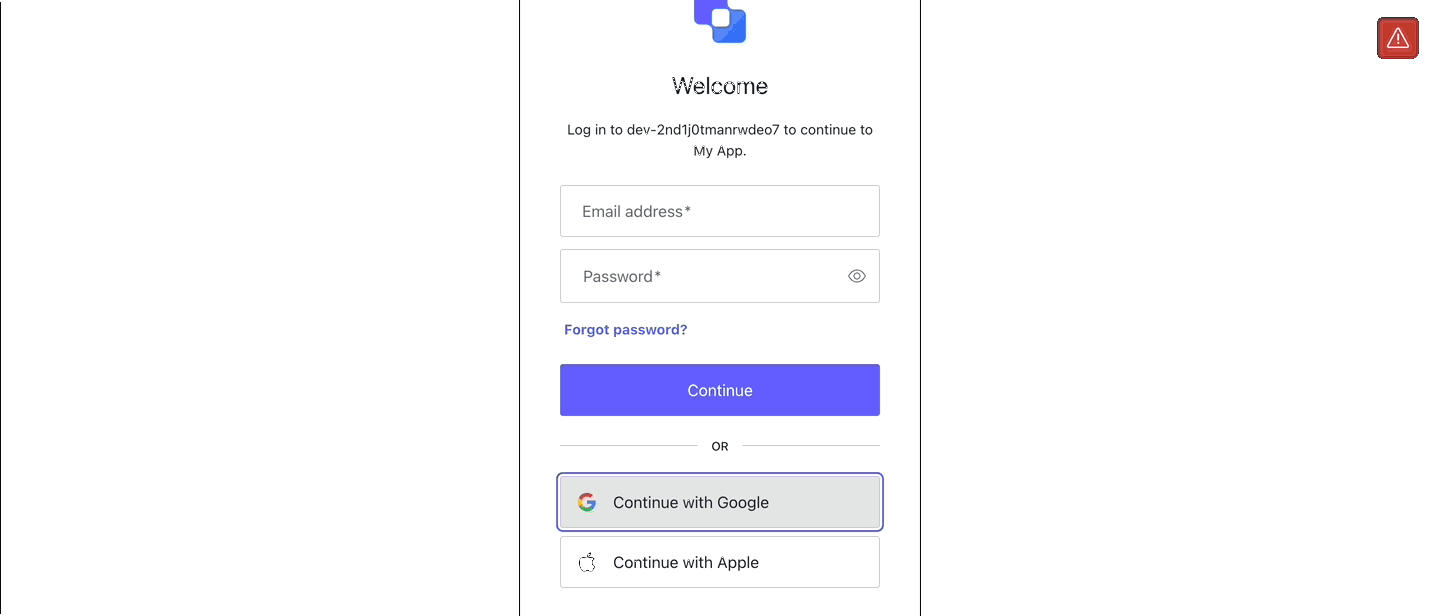 Welcome
Log in to dev-2nd1j0tmanrwdeo7 to continue to
My App.
Email address*
Password*
Forgot password?
Continue
OR
Continue with Google
Continue with Apple